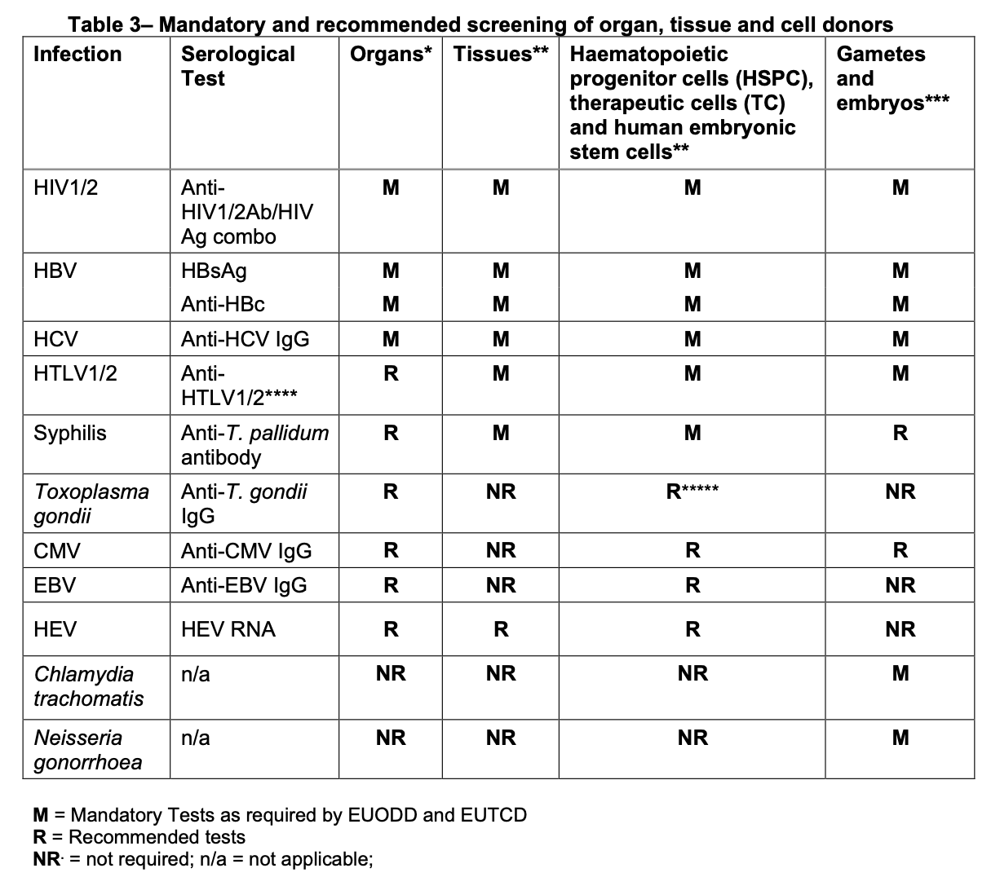 Table 3– Mandatory and recommended screening of organ, tissue and cell donors
Infection
Serological
Test
Organs*
Tissues**
Haematopoietic
progenitor cells (HSPC),
therapeutic cells (TC)
and human embryonic
stem cells**
Gametes
and
embryos***
HIV1/2
Anti-
HIV1/2Ab/HIV
Ag combo
M
M
M
M
HBV
HBsAg
M
M
M
M
Anti-HBc
M
M
M
M
HCV
Anti-HCV IgG
M
M
M
M
HTLV1/2
Anti-
HTLV1/2****
R
M
M
M
Syphilis
Anti-T. pallidum
antibody
R
M
M
R
Toxoplasma
gondii
Anti-T. gondii
IgG
R
NR
R*****
NR
CMV
Anti-CMV IgG
R
NR
R
R
EBV
Anti-EBV IgG
R
NR
R
NR
HEV
HEV RNA
R
R
R
NR
Chlamydia
trachomatis
n/a
NR
NR
NR
M
Neisseria
gonorrhoea
n/a
NR
NR
NR
M
M = Mandatory Tests as required by EUODD and EUTCD
R = Recommended tests
NR· = not required; n/a = not applicable;